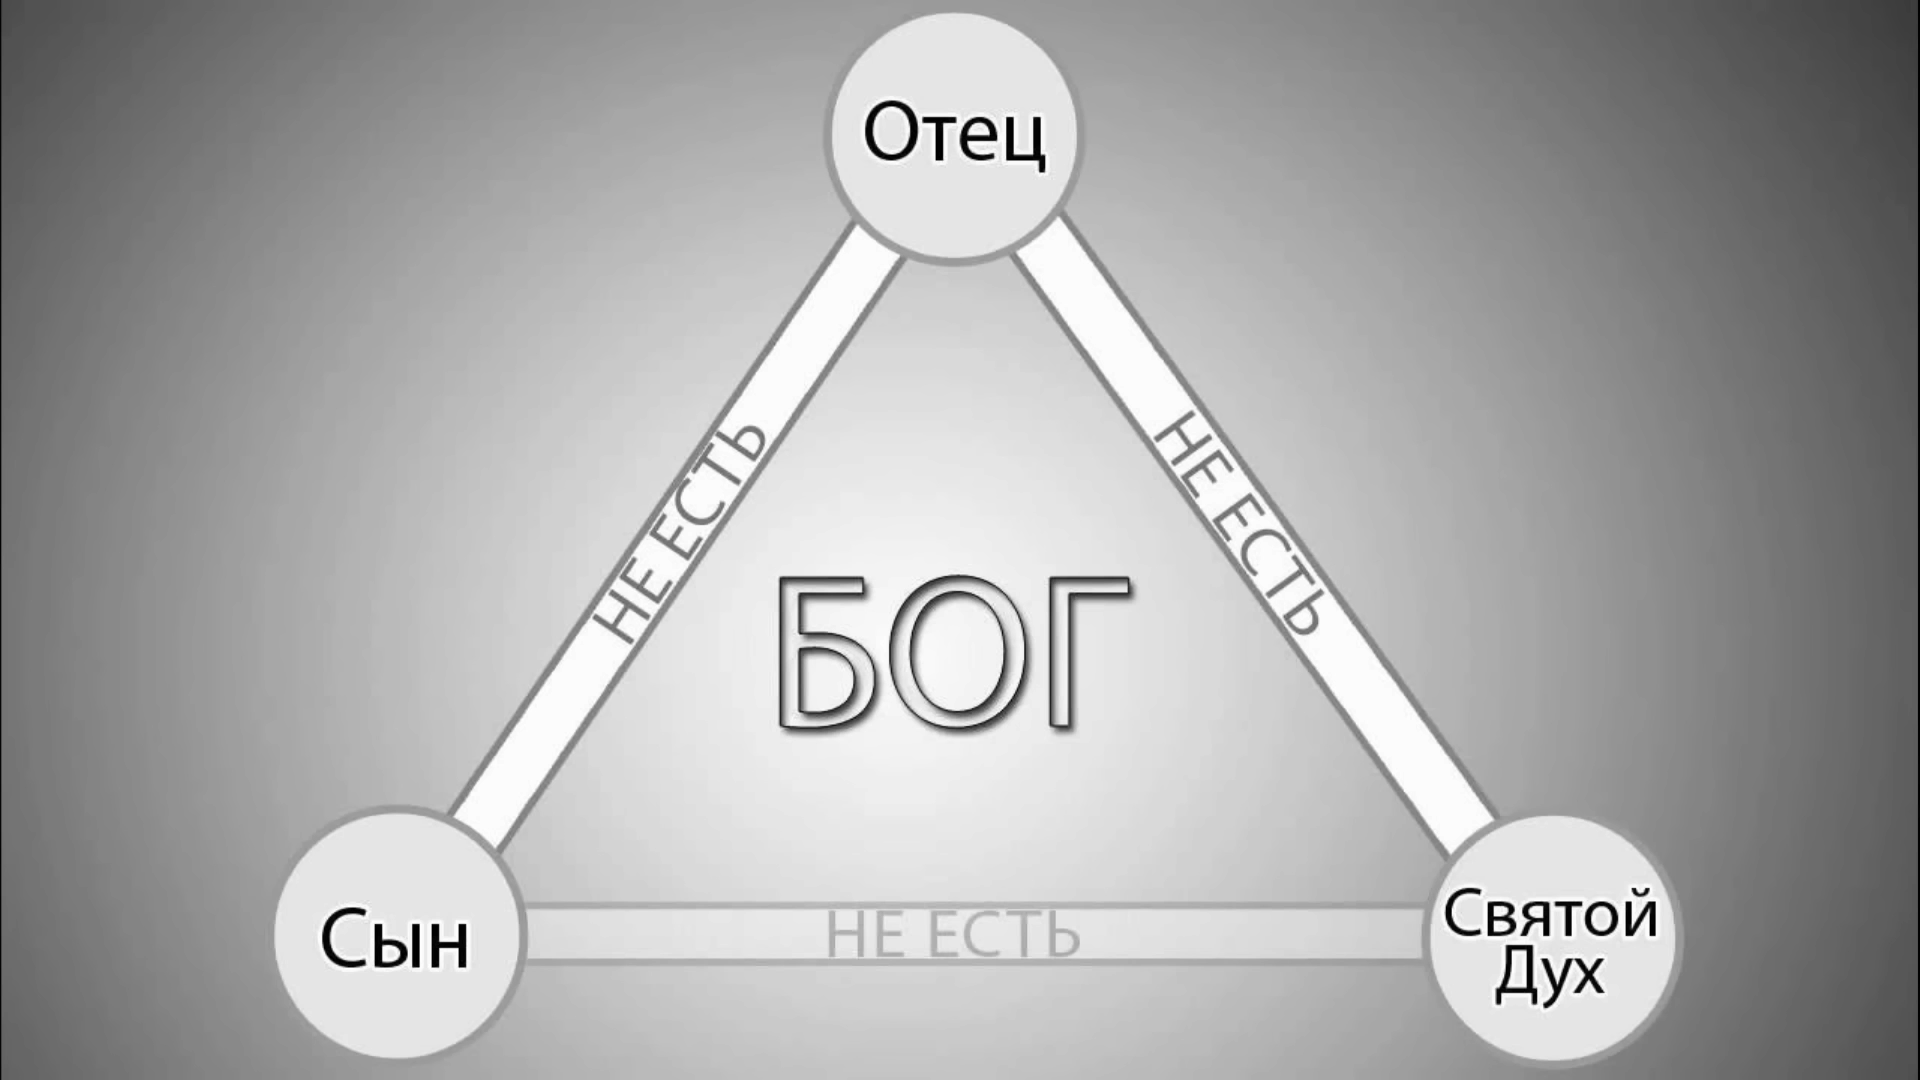 Отец
НЕ ЕСТЬ
НЕ ЕСТЬ
БОГ
Сын
НЕ ЕСТЬ
Святой
Дух